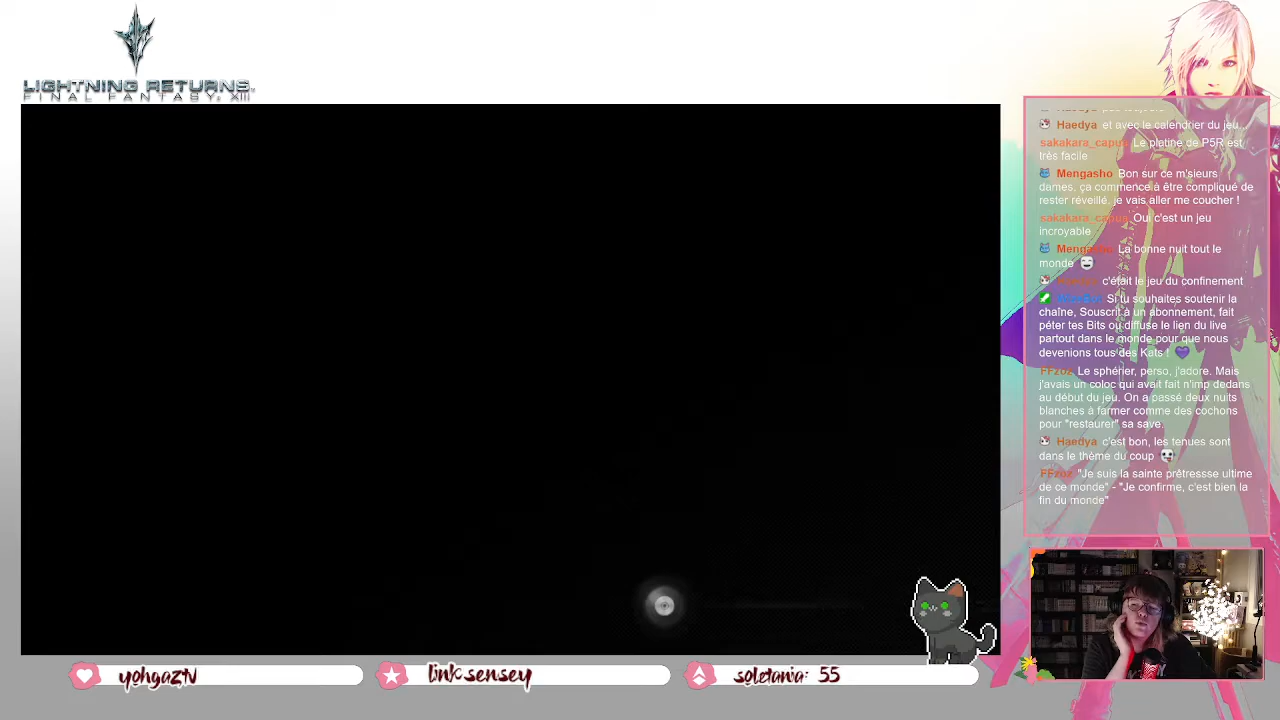 LIGHTNING RETURNS
FINAL FANTASY XIII
Haedya et avec le calendrier du jeu...
Le platine de P5R est
très facile
Mengasho Bon sur ce m'sieurs
dames, ça commence à être compliqué de
rester réveillé, je vais aller me coucher !
Oui c'est un jeu
incroyable
Mengasho La bonne nuit tout le
monde
c'était le jeu du confinement
Si tu souhaites soutenir la
chaîne, Souscrit à un abonnement, fait
péter tes Bits ou diffuse le lien du live
partout dans le monde pour que nous
devenions tous des Kats !
FFzoz Le sphérier, perso, j'adore. Mais
j'avais un coloc qui avait fait n'imp dedans
au début du jeu. On a passé deux nuits
blanches à farmer comme des cochons
pour "restaurer" sa save.
Haedya c'est bon, les tenues sont
dans le thème du coup
FFzoz "Je suis la sainte prêtressse ultime
de ce monde" - "Je confirme, c'est bien la
fin du monde"
yohgaztv
linksensey
soletania: 55